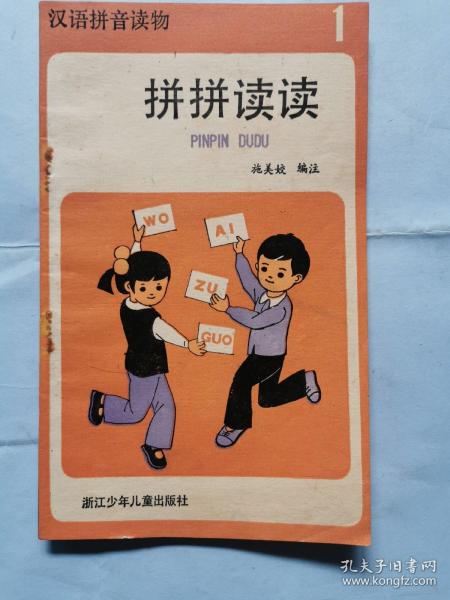 汉语拼音读物
1
拼拼读读
PINPIN DUDU
施美姣 编注
WO
AI
ZU
GUO
浙江少年儿童出版社
孔夫子旧书网
www.kongfz.com